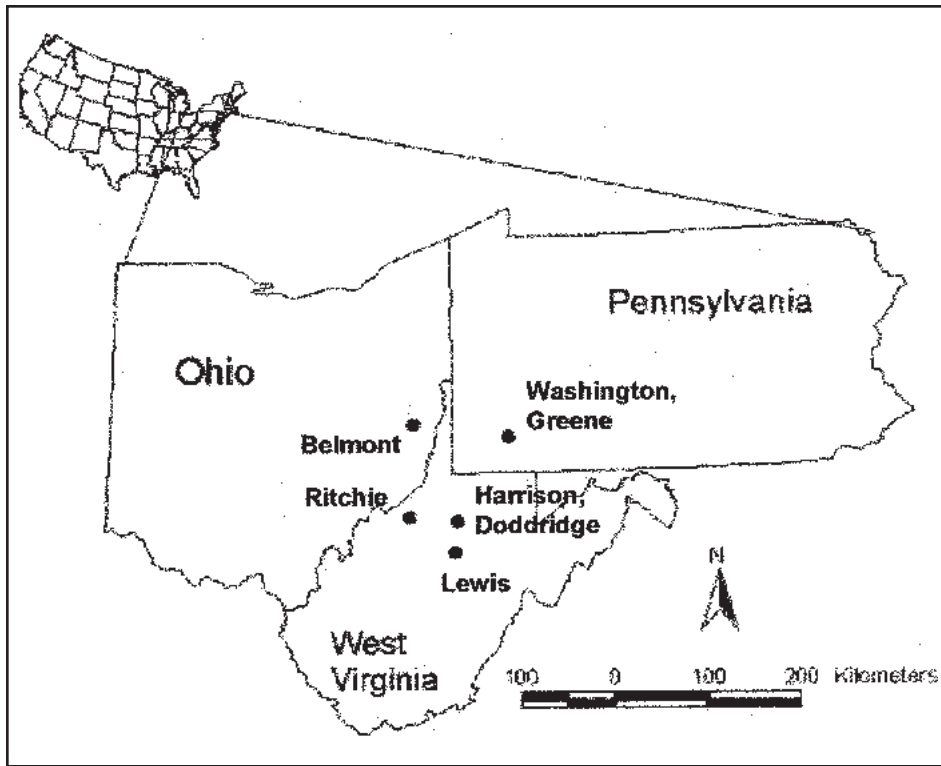 Pennsylvania
Ohio
Washington,
Greene
Belmont
Ritchie
Harrison,
Doddridge
Lewis
N
West
Virginia
100 0 100 200 Kilometers